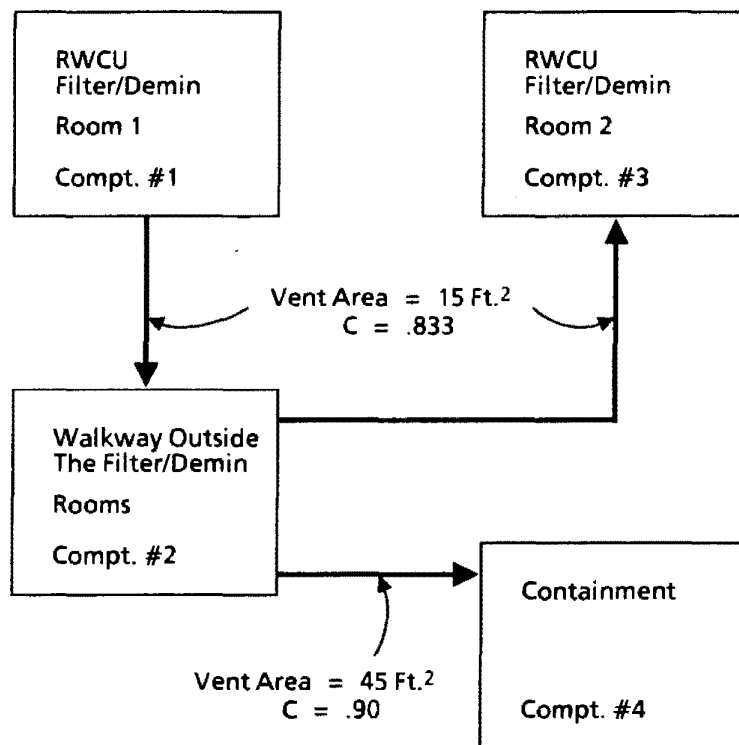 RWCU
Filter/Demin
Room 1
Compt. #1
RWCU
Filter/Demin
Room 2
Compt. #3
Vent Area = 15 Ft.²
C = .833
Walkway Outside
The Filter/Demin
Rooms
Compt. #2
Containment
Compt. #4
Vent Area = 45 Ft.²
C = .90